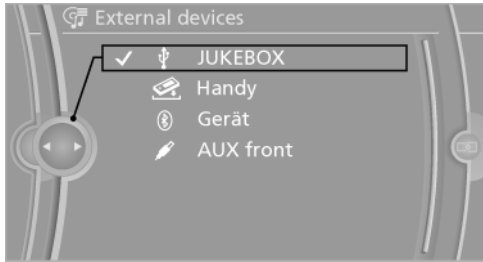 External devices
JUKEBOX
Handy
Gerät
AUX front